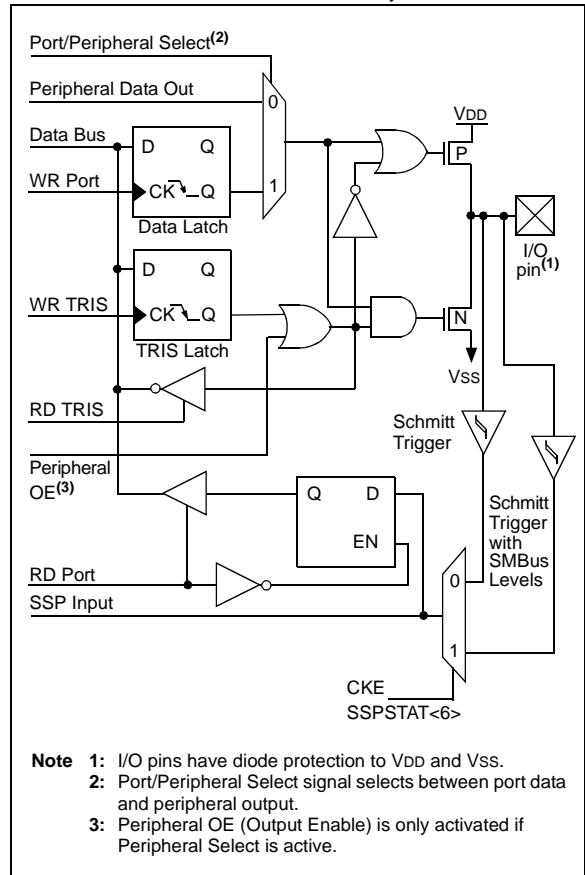 Port/Peripheral Select(2)
Peripheral Data Out
Data Bus
WR Port
WR TRIS
RD TRIS
Peripheral
OE(3)
RD Port
SSP Input
0
1
D Q
CK Q
Data Latch
D Q
CK Q
TRIS Latch
VDD
P
I/O
pin(1)
N
VSS
Schmitt
Trigger
Schmitt
Trigger
with
SMBus
Levels
Q D
EN
0
1
CKE
SSPSTAT<6>
Note 1: I/O pins have diode protection to VDD and VSS.
2: Port/Peripheral Select signal selects between port data
and peripheral output.
3: Peripheral OE (Output Enable) is only activated if
Peripheral Select is active.